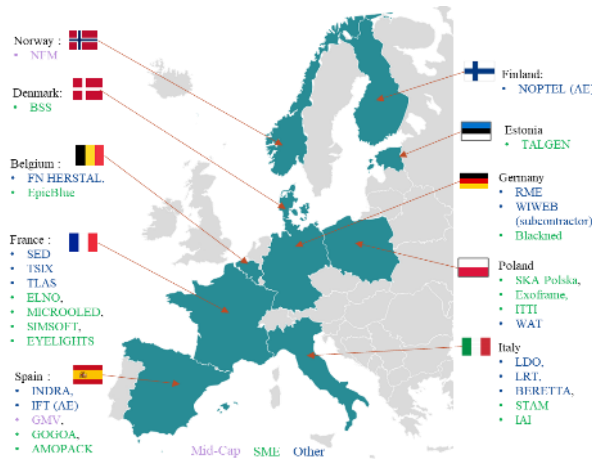 Norway :
• NFM
Denmark:
• BSS
Belgium :
• FN HERSTAL,
• EpicBlue
France :
• SED
• TSIX
• TLAS
• ELNO,
• MICROOLED,
• SIMSOFT,
• EYELIGHTS
Spain :
• INDRA,
• IFT (AE)
• GMV,
• GOGOA,
• AMOPACK
Finland:
• NOPTEL (AE)
Estonia
• TALGEN
Germany
• RME
• WIWEB
(subcontractor)
• Blackned
Poland
• SKA Polska,
• Exoframe,
• ITTI
• WAT
Italy
• LDO,
• LRT,
• BERETTA,
• STAM
• IAI
Mid-Cap SME Other